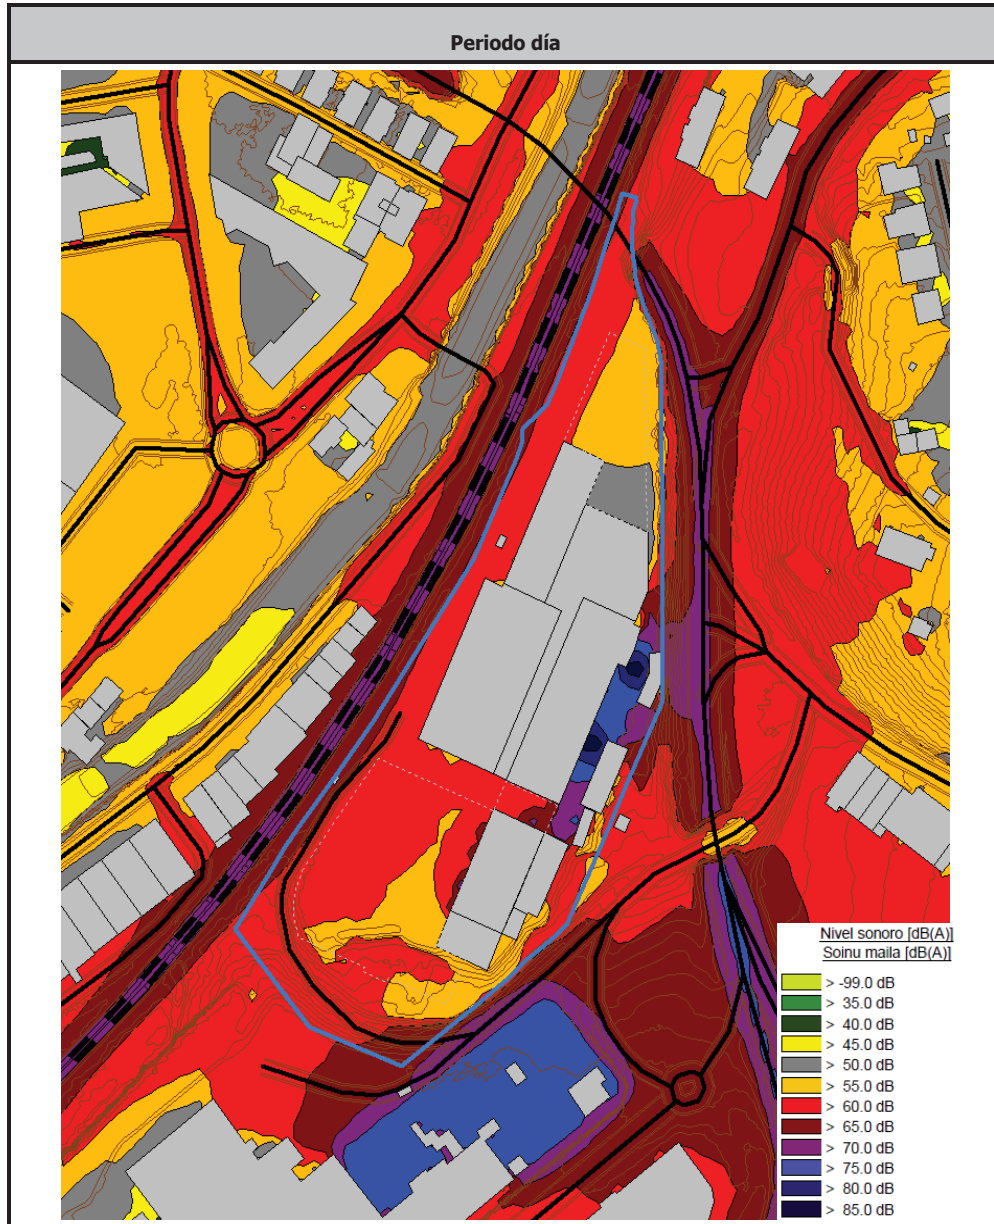 Periodo día
Nivel sonoro [dB(A)]
Soinu maila [dB(A)]
> -99.0 dB
> 35.0 dB
> 40.0 dB
> 45.0 dB
> 50.0 dB
> 55.0 dB
> 60.0 dB
> 65.0 dB
> 70.0 dB
> 75.0 dB
> 80.0 dB
> 85.0 dB